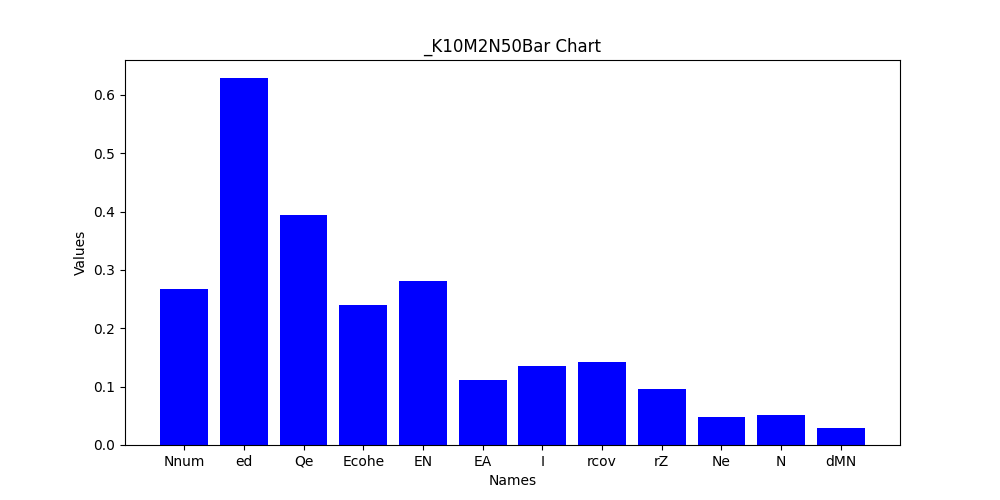 _K10M2N50Bar Chart
Values
0.6
0.5
0.4
0.3
0.2
0.1
0.0
Nnum ed Qe Ecohe EN EA I rcov rZ Ne N dMN
Names